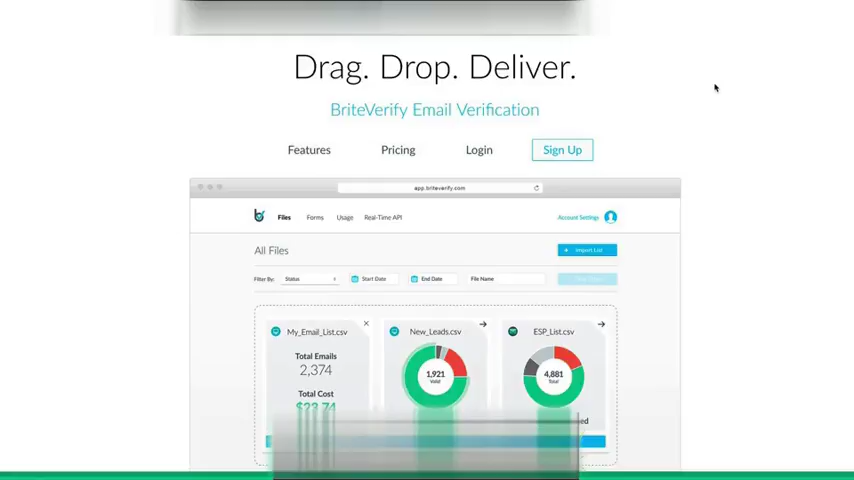 Drag. Drop. Deliver.
BriteVerify Email Verification
Features Pricing Login Sign Up
app.briteverify.com
Files Forms Usage Real-Time API Account Settings
All Files
Import List
Filter By: Status Start Date End Date File Name
My_Email_List.csv New_Leads.csv ESP_List.csv
Total Emails
2,374
1,921
Valid
4,881
Total
Total Cost
$23.74